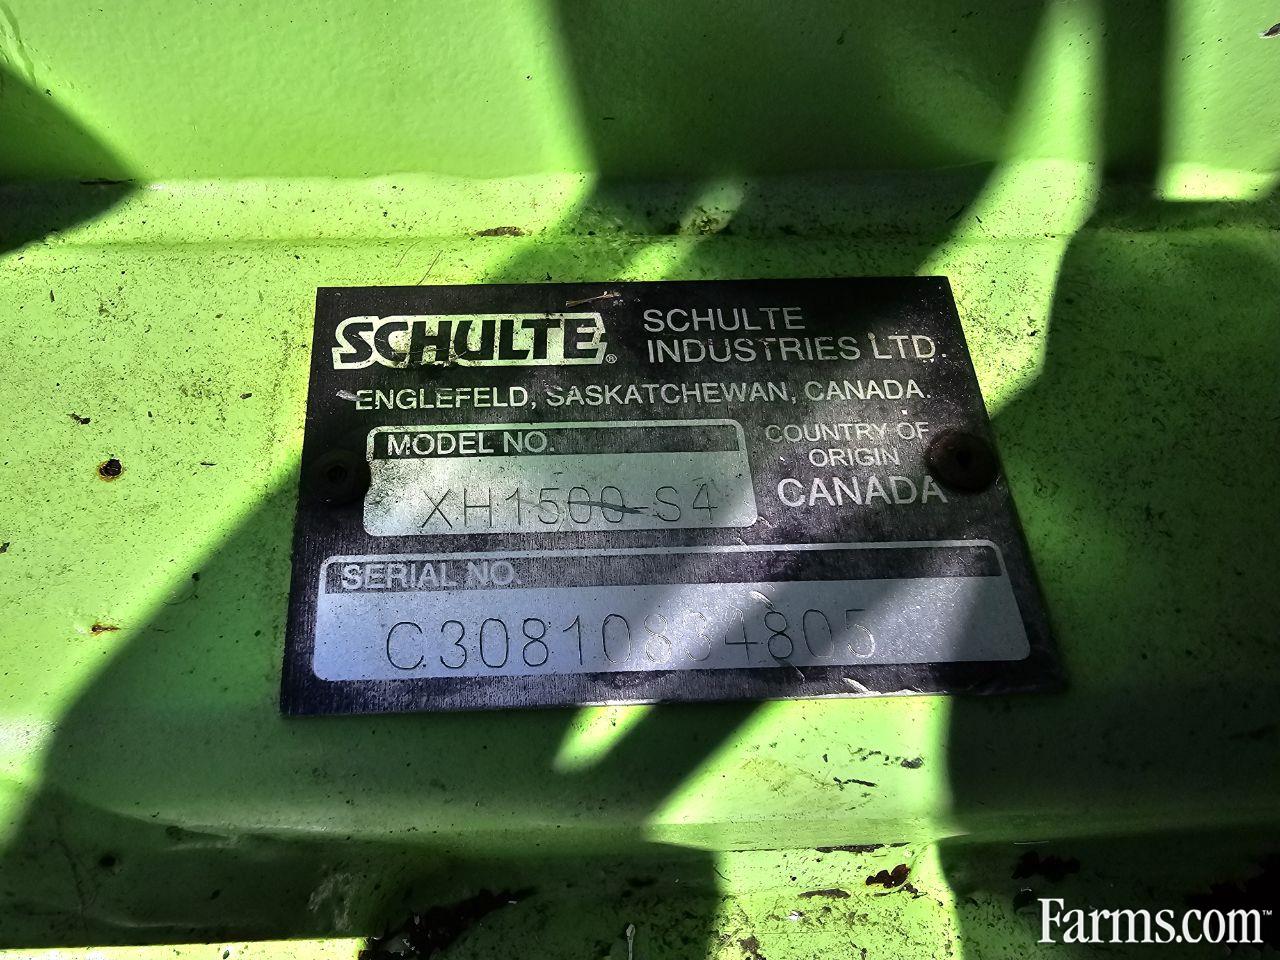 SCHULTE®
SCHULTE
INDUSTRIES LTD.
ENGLEFELD, SASKATCHEWAN, CANADA.
MODEL NO.
XH1500-S4
COUNTRY OF
ORIGIN
CANADA
SERIAL NO.
C30810834805
Farms.com™